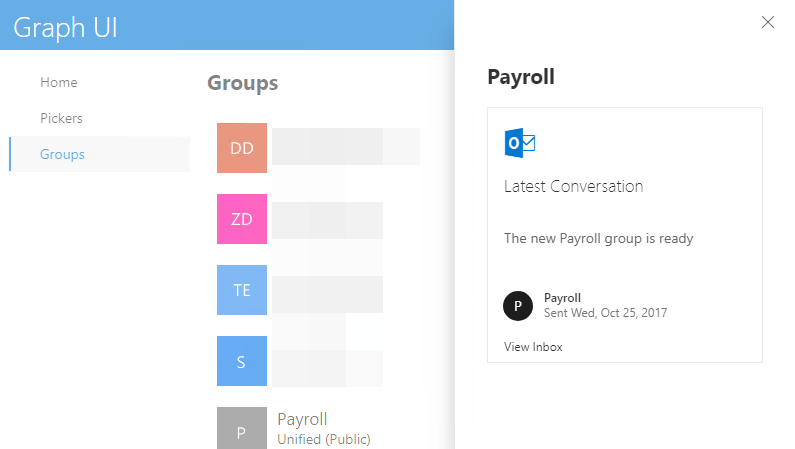 Graph UI
Home
Pickers
Groups
Groups
DD
ZD
TE
S
P
Payroll
Unified (Public)
Payroll
O
Latest Conversation
The new Payroll group is ready
P
Payroll
Sent Wed, Oct 25, 2017
View Inbox